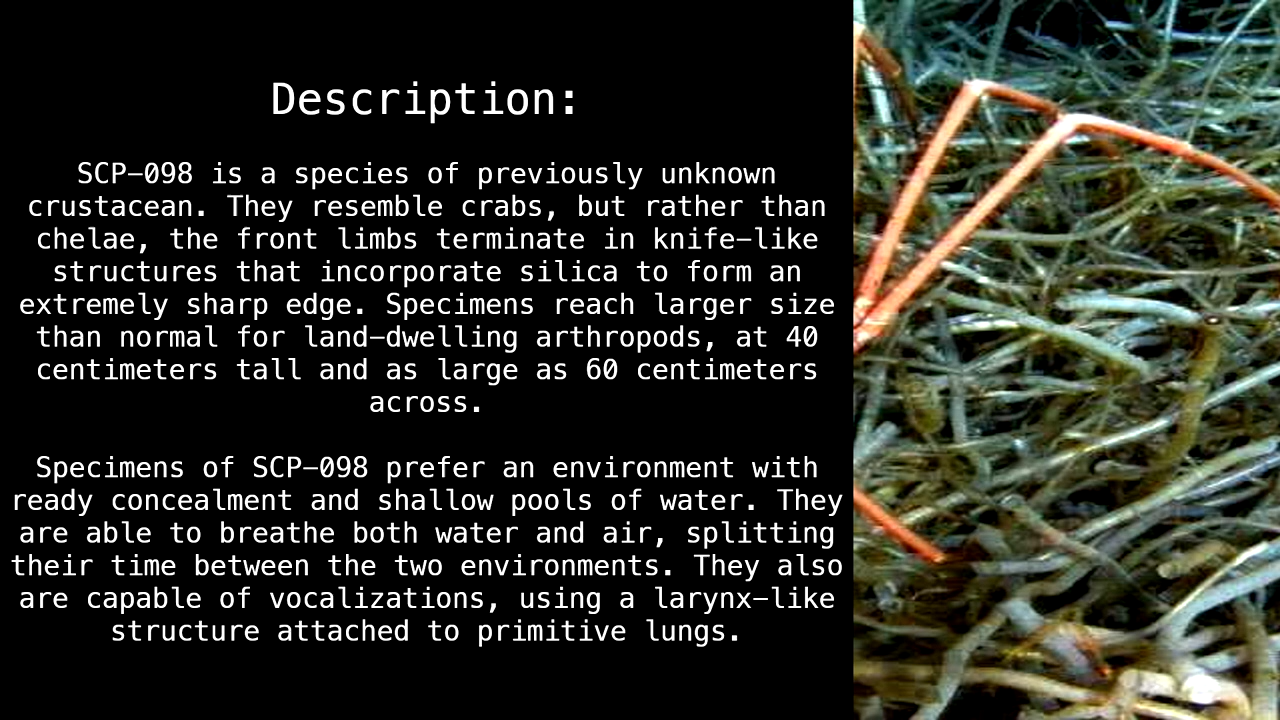 Description:
SCP-098 is a species of previously unknown
crustacean. They resemble crabs, but rather than
chelae, the front limbs terminate in knife-like
structures that incorporate silica to form an
extremely sharp edge. Specimens reach larger size
than normal for land-dwelling arthropods, at 40
centimeters tall and as large as 60 centimeters
across.
Specimens of SCP-098 prefer an environment with
ready concealment and shallow pools of water. They
are able to breathe both water and air, splitting
their time between the two environments. They also
are capable of vocalizations, using a larynx-like
structure attached to primitive lungs.